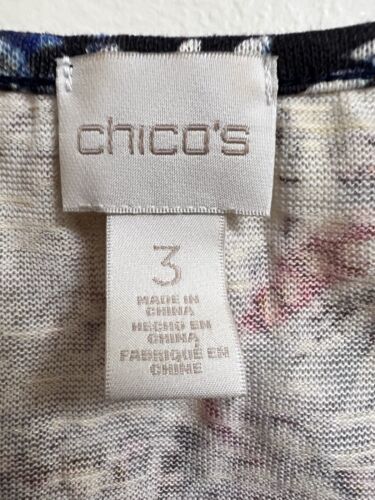 chico's
3
MADE IN
CHINA
HECHO EN
CHINA
FABRIQUÉ EN
CHINE